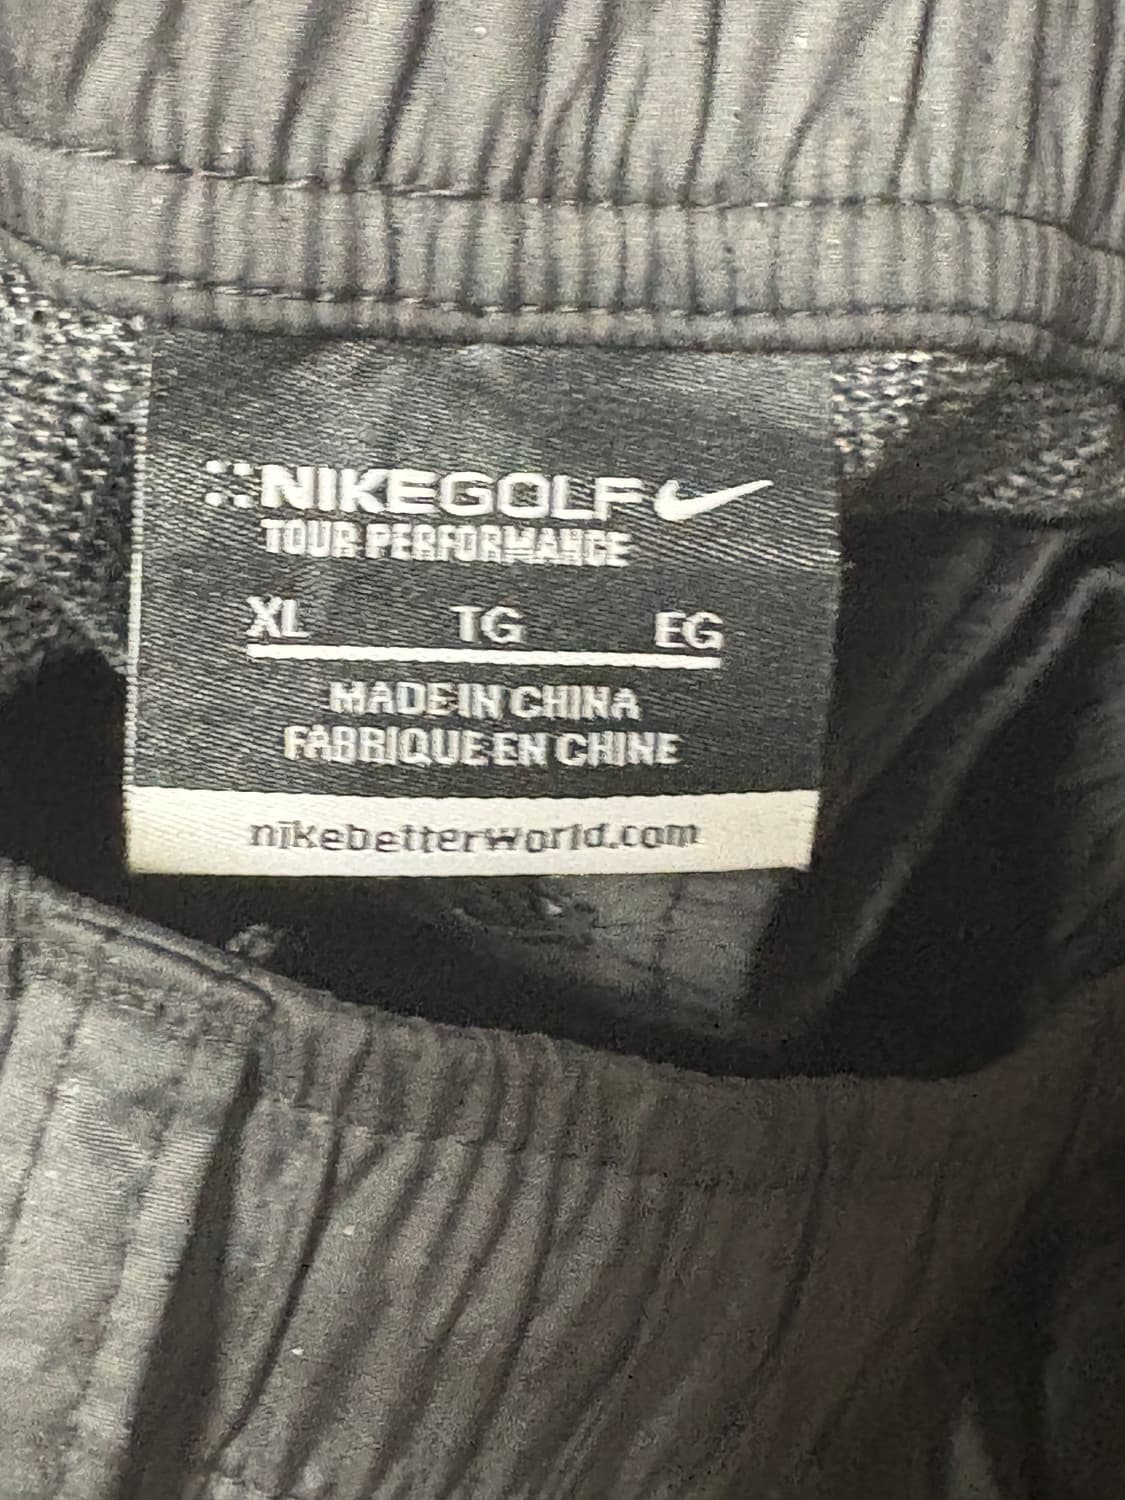 NIKEGOLF
TOUR PERFORMANCE
XL TG EG
MADE IN CHINA
FABRIQUE EN CHINE
nikebetterworld.com